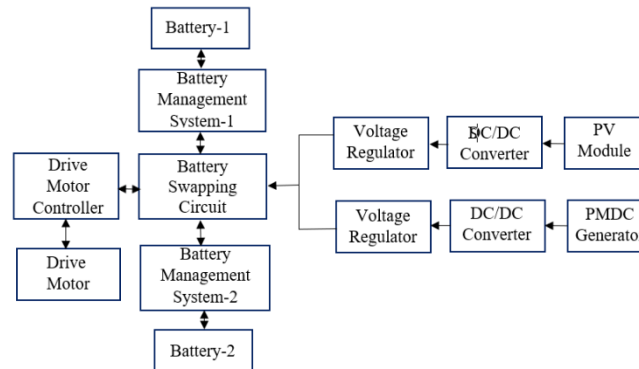 Battery-1
Battery
Management
System-1
Voltage
Regulator
DC/DC
Converter
PV
Module
Drive
Motor
Controller
Battery
Swapping
Circuit
Voltage
Regulator
DC/DC
Converter
PMDC
Generator
Drive
Motor
Battery
Management
System-2
Battery-2